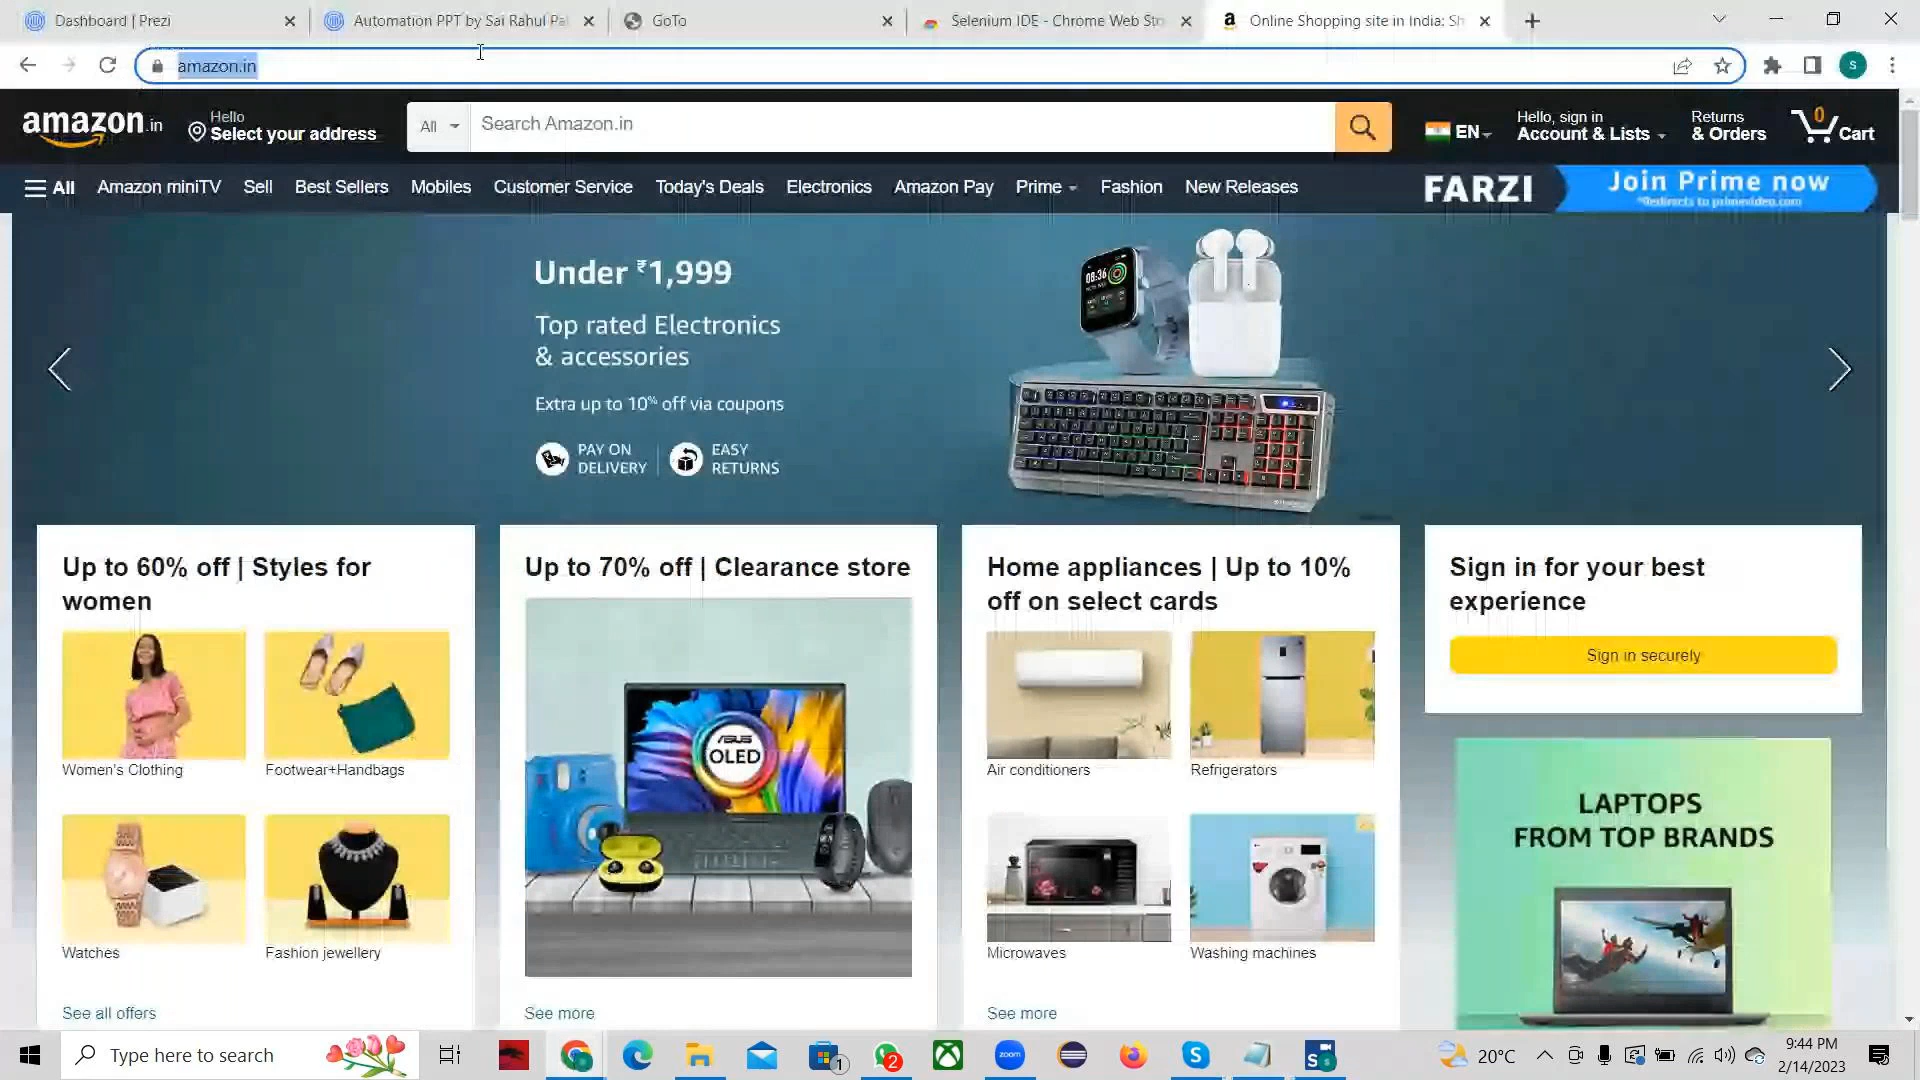 Dashboard | Prezi
Automation PPT by Sai Rahul Pa
GoTo
Selenium IDE - Chrome Web Sto
Online Shopping site in India: Sh
amazon.in
S
amazon.in
Hello
Select your address
All
Search Amazon.in
EN
Hello, sign in
Account & Lists
Returns
& Orders
0
Cart
All
Amazon miniTV
Sell
Best Sellers
Mobiles
Customer Service
Today's Deals
Electronics
Amazon Pay
Prime
Fashion
New Releases
FARZI
Join Prime now
*Redirects to primevideo.com
Under ₹1,999
Top rated Electronics
& accessories
Extra up to 10% off via coupons
PAY ON
DELIVERY
EASY
RETURNS
08:36
Up to 60% off | Styles for
women
Women's Clothing
Footwear+Handbags
Watches
Fashion jewellery
See all offers
Up to 70% off | Clearance store
ASUS
OLED
See more
Home appliances | Up to 10%
off on select cards
Air conditioners
Refrigerators
Microwaves
Washing machines
See more
Sign in for your best
experience
Sign in securely
LAPTOPS
FROM TOP BRANDS
Type here to search
1
2
zoom
S
20°C
9:44 PM
2/14/2023